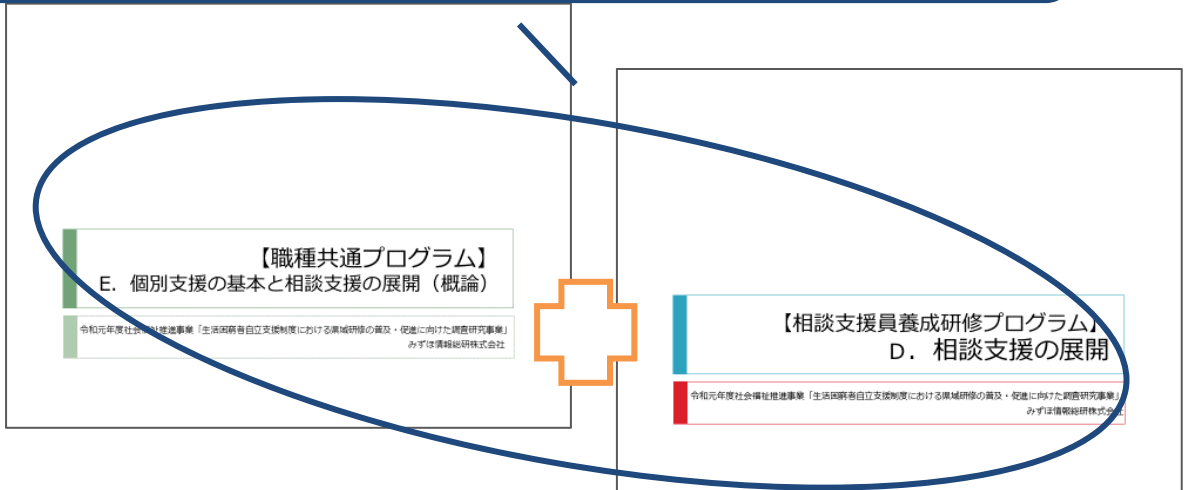 【職種共通プログラム】
E．個別支援の基本と相談支援の展開（概論）
令和元年度社会福祉推進事業「生活困窮者自立支援制度における県域研修の普及・促進に向けた調査研究事業」
みずほ情報総研株式会社
【相談支援員養成研修プログラム】
D．相談支援の展開
令和元年度社会福祉推進事業「生活困窮者自立支援制度における県域研修の普及・促進に向けた調査研究事業」
みずほ情報総研株式会社